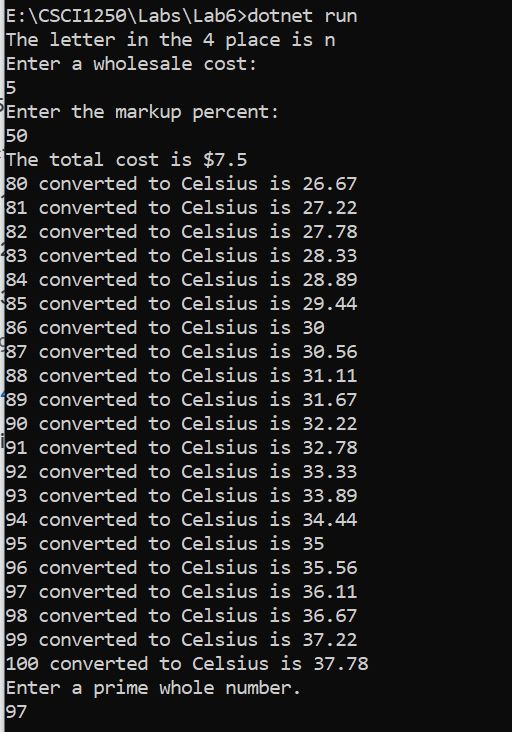 E:\CSCI1250\Labs\Lab6>dotnet run
The letter in the 4 place is n
Enter a wholesale cost:
5
Enter the markup percent:
50
The total cost is $7.5
80 converted to Celsius is 26.67
81 converted to Celsius is 27.22
82 converted to Celsius is 27.78
83 converted to Celsius is 28.33
84 converted to Celsius is 28.89
85 converted to Celsius is 29.44
86 converted to Celsius is 30
87 converted to Celsius is 30.56
88 converted to Celsius is 31.11
89 converted to Celsius is 31.67
90 converted to Celsius is 32.22
91 converted to Celsius is 32.78
92 converted to Celsius is 33.33
93 converted to Celsius is 33.89
94 converted to Celsius is 34.44
95 converted to Celsius is 35
96 converted to Celsius is 35.56
97 converted to Celsius is 36.11
98 converted to Celsius is 36.67
99 converted to Celsius is 37.22
100 converted to Celsius is 37.78
Enter a prime whole number.
97